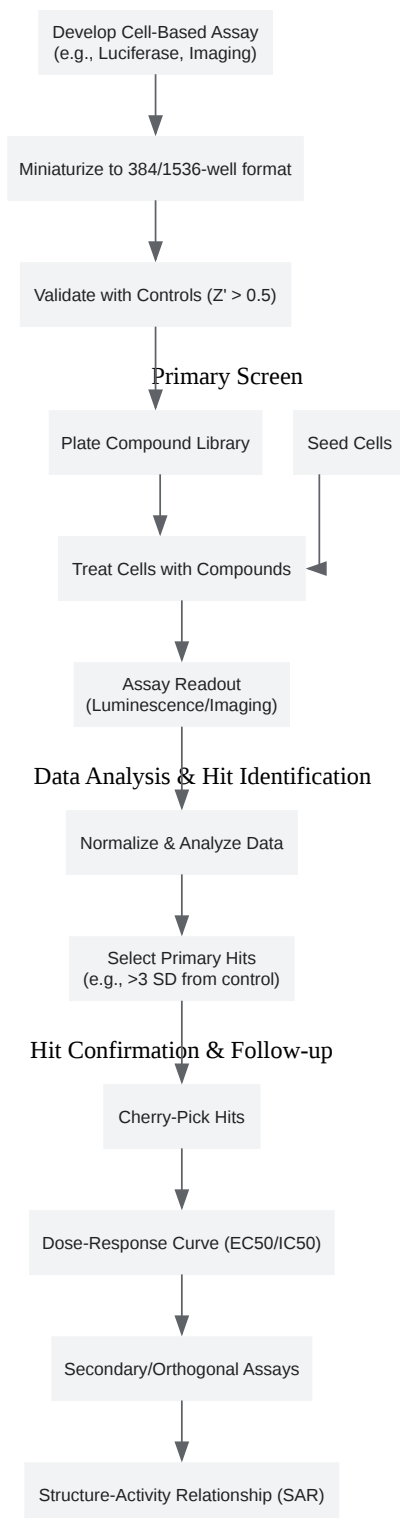 Develop Cell-Based Assay
(e.g., Luciferase, Imaging)
Miniaturize to 384/1536-well format
Validate with Controls (Z' > 0.5)
Primary Screen
Plate Compound Library
Seed Cells
Treat Cells with Compounds
Assay Readout
(Luminescence/Imaging)
Data Analysis & Hit Identification
Normalize & Analyze Data
Select Primary Hits
(e.g., >3 SD from control)
Hit Confirmation & Follow-up
Cherry-Pick Hits
Dose-Response Curve (EC50/IC50)
Secondary/Orthogonal Assays
Structure-Activity Relationship (SAR)